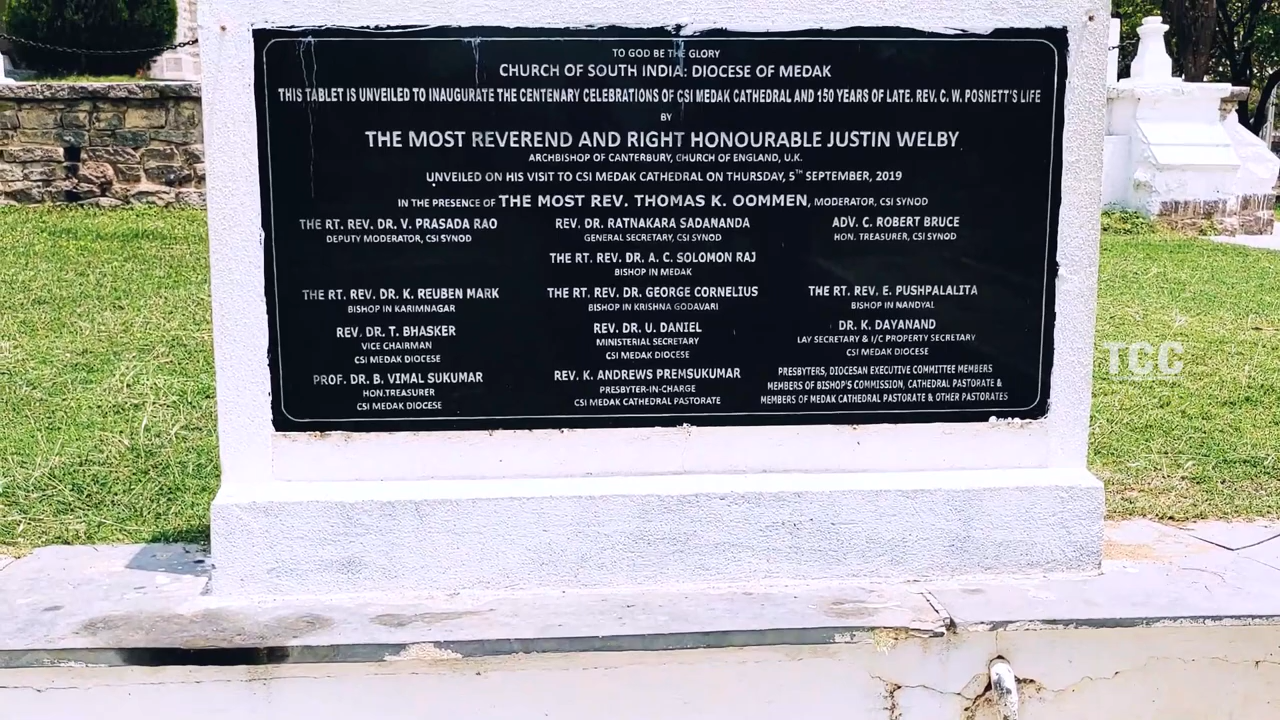 TO GOD BE THE GLORY
CHURCH OF SOUTH INDIA: DIOCESE OF MEDAK
THIS TABLET IS UNVEILED TO INAUGURATE THE CENTENARY CELEBRATIONS OF CSI MEDAK CATHEDRAL AND 150 YEARS OF LATE. REV. C. W. POSNETT'S LIFE
BY
THE MOST REVEREND AND RIGHT HONOURABLE JUSTIN WELBY
ARCHBISHOP OF CANTERBURY, CHURCH OF ENGLAND, U.K.
UNVEILED ON HIS VISIT TO CSI MEDAK CATHEDRAL ON THURSDAY, 5TH SEPTEMBER, 2019
IN THE PRESENCE OF THE MOST REV. THOMAS K. OOMMEN, MODERATOR, CSI SYNOD
THE RT. REV. DR. V. PRASADA RAO
DEPUTY MODERATOR, CSI SYNOD
REV. DR. RATNAKARA SADANANDA
GENERAL SECRETARY, CSI SYNOD
ADV. C. ROBERT BRUCE
HON. TREASURER, CSI SYNOD
THE RT. REV. DR. A. C. SOLOMON RAJ
BISHOP IN MEDAK
THE RT. REV. DR. K. REUBEN MARK
BISHOP IN KARIMNAGAR
THE RT. REV. DR. GEORGE CORNELIUS
BISHOP IN KRISHNA GODAVARI
THE RT. REV. E. PUSHPALALITA
BISHOP IN NANDYAL
REV. DR. T. BHASKER
VICE CHAIRMAN
CSI MEDAK DIOCESE
REV. DR. U. DANIEL
MINISTERIAL SECRETARY
CSI MEDAK DIOCESE
DR. K. DAYANAND
LAY SECRETARY & I/C PROPERTY SECRETARY
CSI MEDAK DIOCESE
PROF. DR. B. VIMAL SUKUMAR
HON.TREASURER
CSI MEDAK DIOCESE
REV. K. ANDREWS PREMSUKUMAR
PRESBYTER-IN-CHARGE
CSI MEDAK CATHEDRAL PASTORATE
PRESBYTERS, DIOCESAN EXECUTIVE COMMITTEE MEMBERS
MEMBERS OF BISHOP'S COMMISSION, CATHEDRAL PASTORATE &
MEMBERS OF MEDAK CATHEDRAL PASTORATE & OTHER PASTORATES
TCC